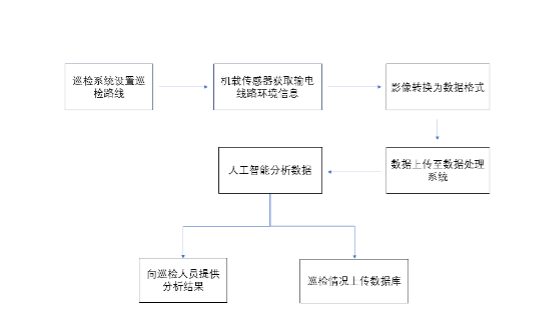 巡检系统设置巡
检路线
机载传感器获取输电
线路环境信息
影像转换为数据格式
数据上传至数据处理
系统
人工智能分析数据
向巡检人员提供
分析结果
巡检情况上传数据库